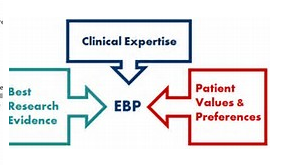 Clinical Expertise
Best
Research
Evidence
EBP
Patient
Values &
Preferences